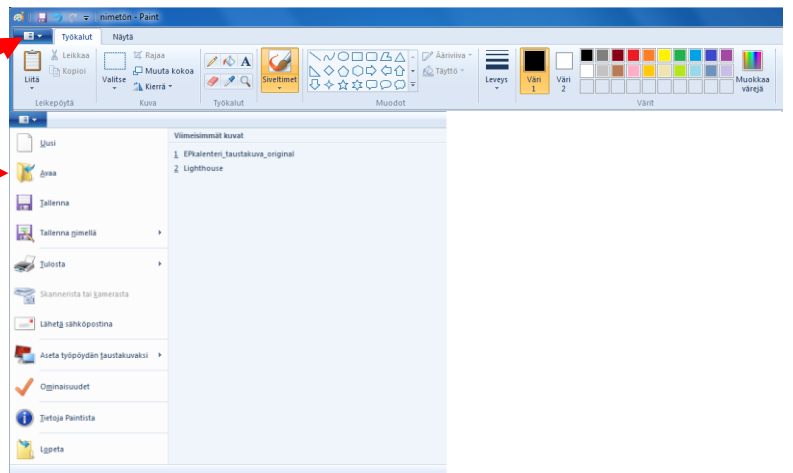 nimetön - Paint
Työkalut Näytä
Liitä
Leikkaa
Kopioi
Leikepöytä
Valitse
Rajaa
Muuta kokoa
Kierrä
Kuva
A
Työkalut
Siveltimet
Ääriviiva
Täyttö
Muodot
Leveys
Väri 1
Väri 2
Muokkaa värejä
Värit
Uusi
Avaa
Tallenna
Tallenna nimellä
Tulosta
Skannerista tai kamerasta
Lähetä sähköpostina
Aseta työpöydän taustakuvaksi
Ominaisuudet
Tietoja Paintista
Lopeta
Viimeisimmät kuvat
1 EPkalenteri_taustakuva_original
2 Lighthouse